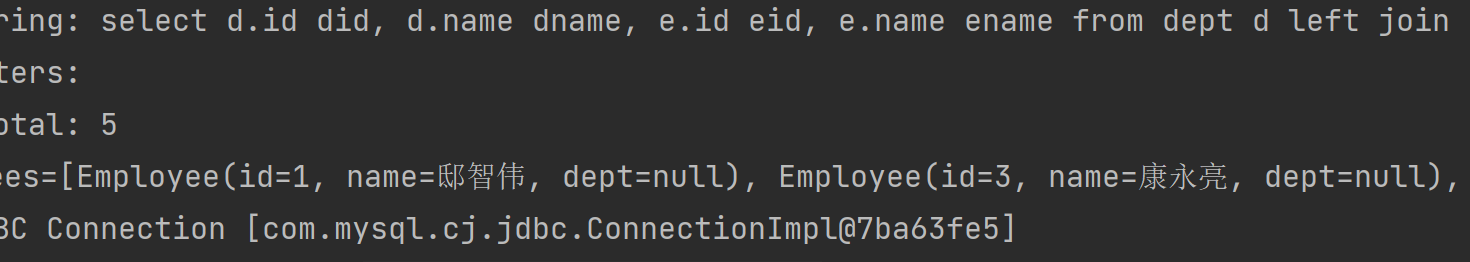 ring: select d.id did, d.name dname, e.id eid, e.name ename from dept d left join
ters:
otal: 5
ees=[Employee(id=1, name=邸智伟, dept=null), Employee(id=3, name=康永亮, dept=null),
BC Connection [com.mysql.cj.jdbc.ConnectionImpl@7ba63fe5]